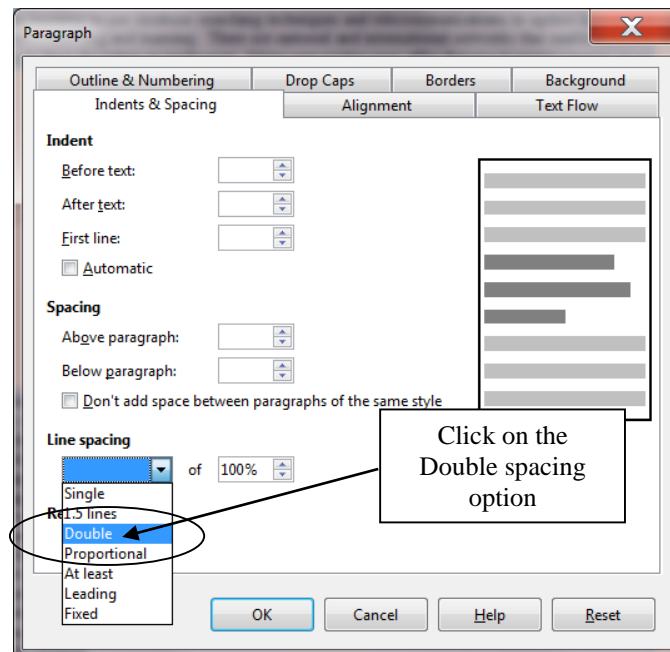 Paragraph
Outline & Numbering Drop Caps Borders Background
Indents & Spacing Alignment Text Flow
Indent
Before text:
After text:
First line:
Automatic
Spacing
Above paragraph:
Below paragraph:
Don't add space between paragraphs of the same style
Line spacing
of 100%
Single
1.5 lines
Double
Proportional
At least
Leading
Fixed
Click on the
Double spacing
option
OK Cancel Help Reset